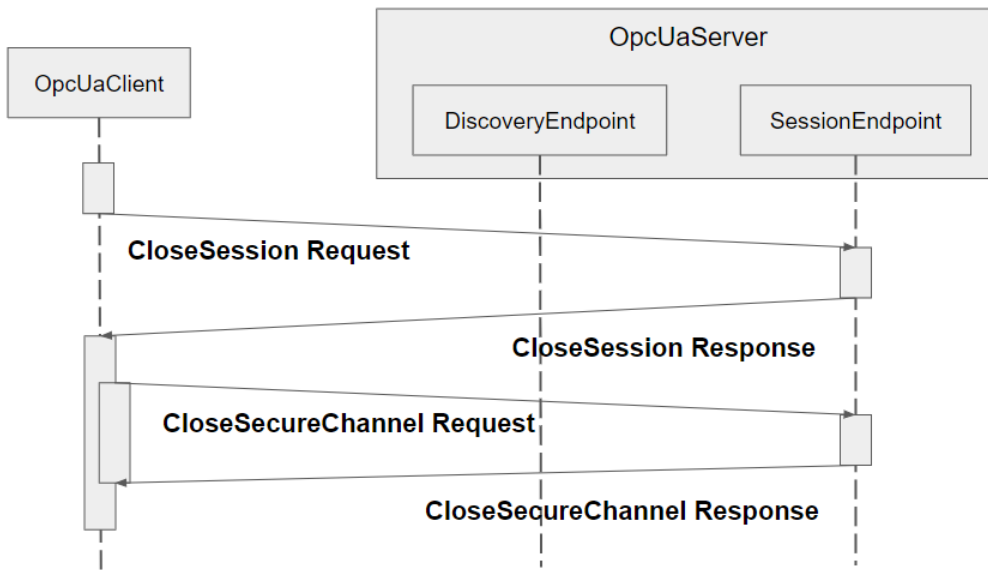 OpcUaServer
OpcUaClient
DiscoveryEndpoint
SessionEndpoint
CloseSession Request
CloseSession Response
CloseSecureChannel Request
CloseSecureChannel Response